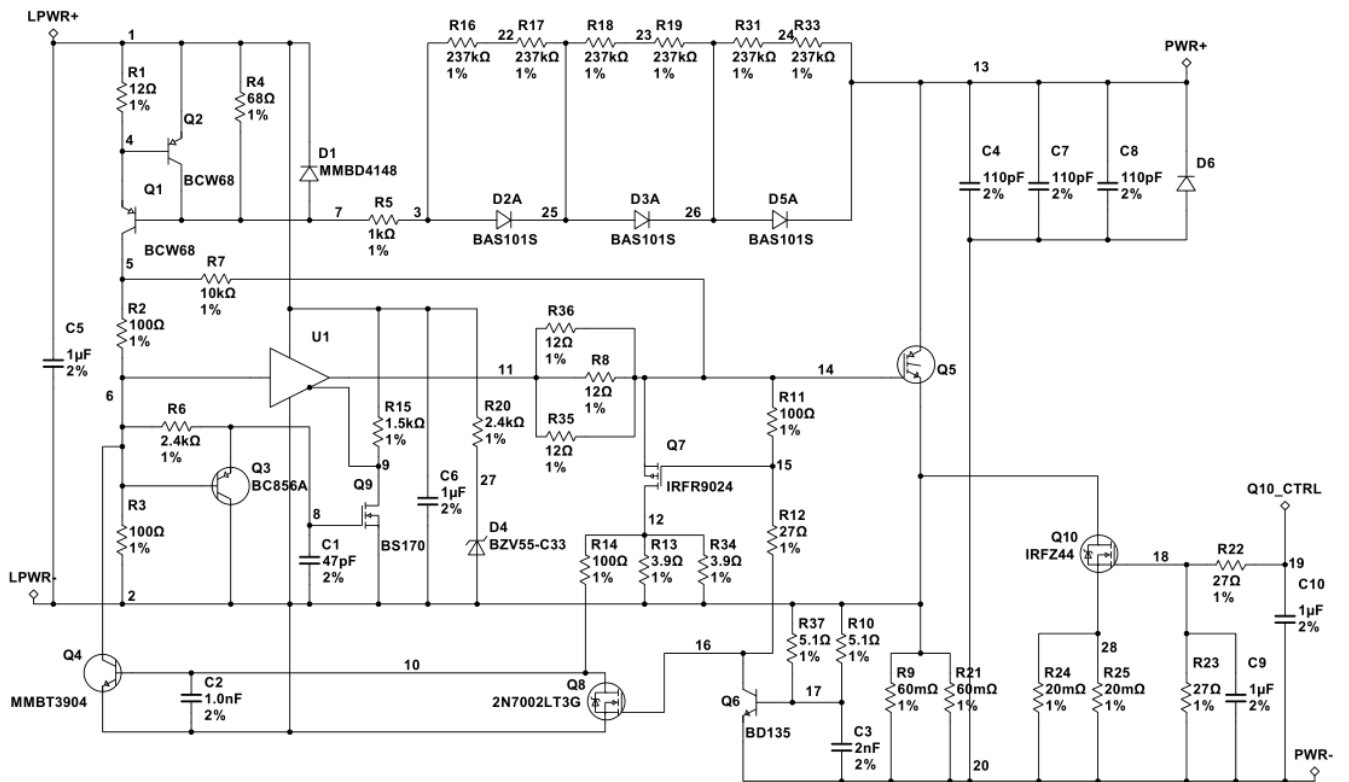 LPWR+
1
R1
12Ω
1%
R4
68Ω
1%
Q2
4
BCW68
Q1
BCW68
D1
MMBD4148
R16
237kΩ
1%
22
R17
237kΩ
1%
R18
237kΩ
1%
23
R19
237kΩ
1%
R31
237kΩ
1%
24
R33
237kΩ
1%
PWR+
13
7
R5
1kΩ
1%
3
D2A
BAS101S
25
D3A
BAS101S
26
D5A
BAS101S
C4
110pF
2%
C7
110pF
2%
C8
110pF
2%
D6
5
R7
10kΩ
1%
C5
1µF
2%
R2
100Ω
1%
U1
6
11
R36
12Ω
1%
R8
12Ω
1%
R35
12Ω
1%
14
Q5
R6
2.4kΩ
1%
Q3
BC856A
R15
1.5kΩ
1%
9
Q9
BS170
8
C1
47pF
2%
C6
1µF
2%
R20
2.4kΩ
1%
27
D4
BZV55-C33
R11
100Ω
1%
Q7
IRFR9024
15
12
R12
27Ω
1%
R14
100Ω
1%
R13
3.9Ω
1%
R34
3.9Ω
1%
R3
100Ω
1%
LPWR-
2
Q10_CTRL
Q10
IRFZ44
18
R22
27Ω
1%
19
C10
1µF
2%
R37
5.1Ω
1%
R10
5.1Ω
1%
16
10
Q4
MMBT3904
C2
1.0nF
2%
Q8
2N7002LT3G
Q6
BD135
17
C3
2nF
2%
R9
60mΩ
1%
R21
60mΩ
1%
28
R24
20mΩ
1%
R25
20mΩ
1%
R23
27Ω
1%
C9
1µF
2%
20
PWR-